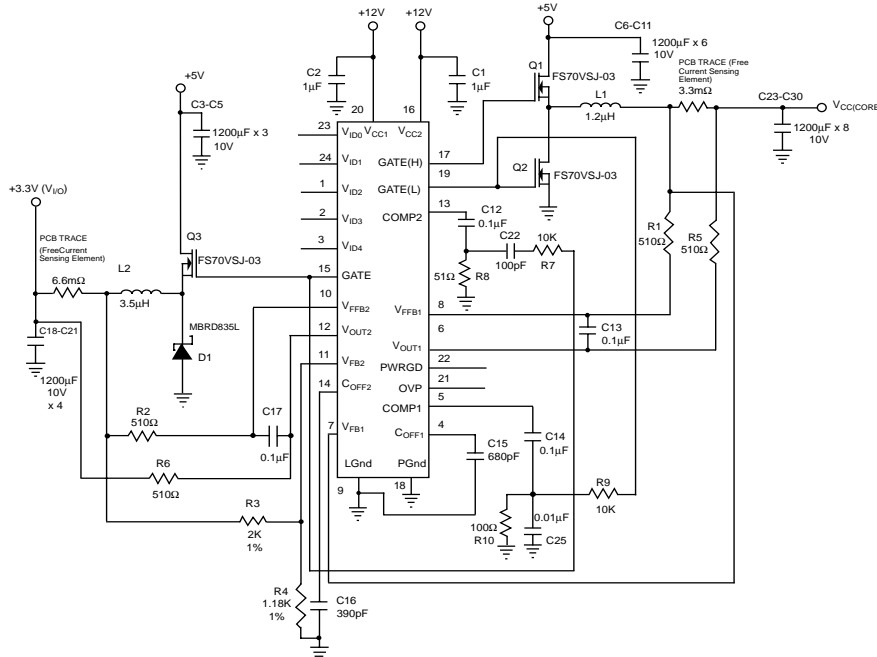 +5V
+12V
+12V
C6-C11
1200μF x 6
10V
Q1
FS70VSJ-03
PCB TRACE (Free
Current Sensing
Element)
3.3mΩ
C2
1μF
C1
1μF
+5V
C3-C5
1200μF x 3
10V
L1
1.2μH
C23-C30
VCC(CORE
1200μF x 8
10V
20
16
VCC1
VCC2
23
VID0
24
VID1
1
VID2
2
VID3
3
VID4
17
GATE(H)
19
GATE(L)
13
COMP2
Q2
FS70VSJ-03
C12
0.1μF
C22
100pF
10K
R7
51Ω
R8
R1
510Ω
R5
510Ω
+3.3V (VI/O)
PCB TRACE
(FreeCurrent
Sensing Element)
6.6mΩ
L2
3.5μH
Q3
FS70VSJ-03
15
GATE
10
VFFB2
12
VOUT2
11
VFB2
14
COFF2
7
VFB1
8
VFFB1
6
VOUT1
C13
0.1μF
22
PWRGD
21
OVP
5
COMP1
4
COFF1
MBRD835L
D1
C18-C21
1200μF
10V
x 4
R2
510Ω
C17
0.1μF
R6
510Ω
C15
680pF
C14
0.1μF
LGnd
PGnd
9
18
R3
2K
1%
100Ω
R10
0.01μF
C25
R9
10K
R4
1.18K
1%
C16
390pF